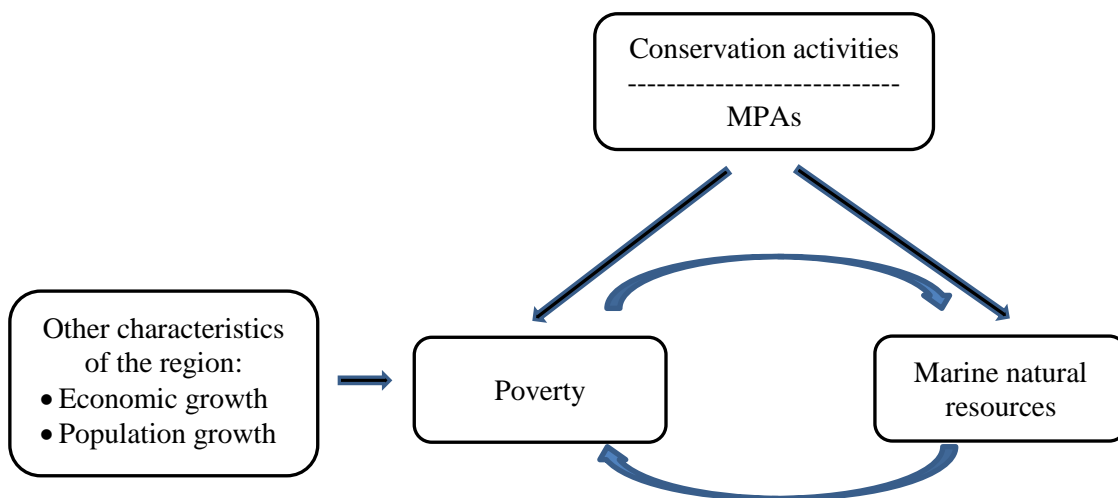 Conservation activities
-----------------------------
MPAs
Other characteristics
of the region:
• Economic growth
• Population growth
Poverty
Marine natural
resources